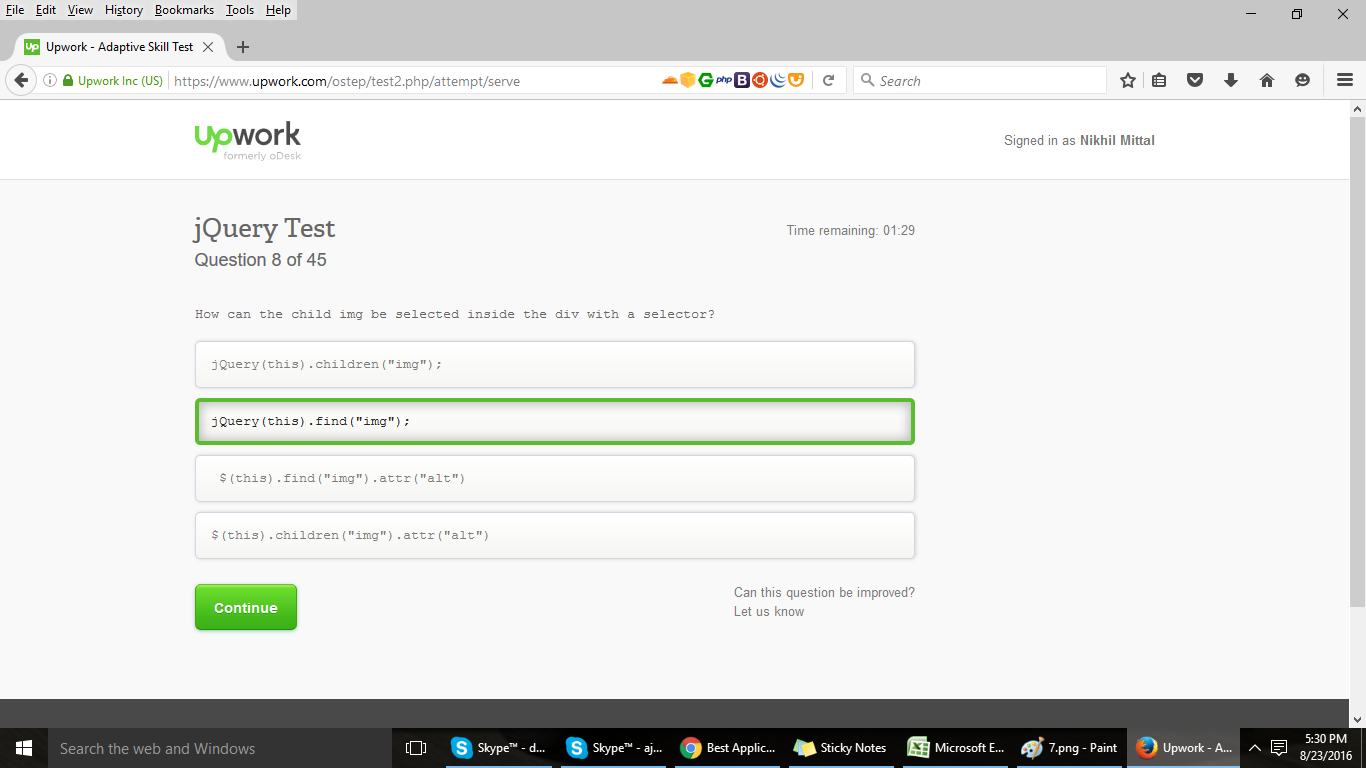 File Edit View History Bookmarks Tools Help
Up Upwork - Adaptive Skill Test
Upwork Inc (US) https://www.upwork.com/ostep/test2.php/attempt/serve php B Search
upwork
formerly oDesk
Signed in as Nikhil Mittal
jQuery Test
Time remaining: 01:29
Question 8 of 45
How can the child img be selected inside the div with a selector?
jQuery(this).children("img");
jQuery(this).find("img");
$(this).find("img").attr("alt")
$(this).children("img").attr("alt")
Continue
Can this question be improved?
Let us know
Search the web and Windows
Skype™ - d...
Skype™ - aj...
Best Applic...
Sticky Notes
Microsoft E...
7.png - Paint
Upwork - A...
5:30 PM
8/23/2016